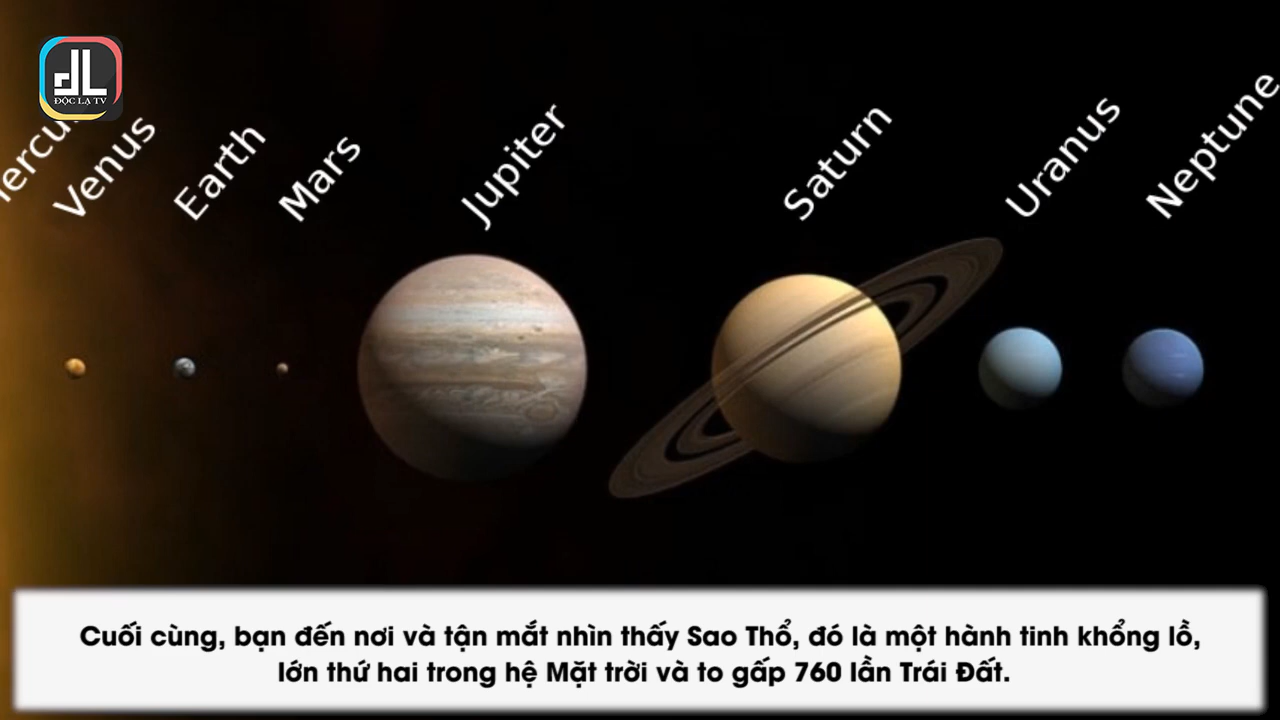 ĐỘC LẠ TV
Venus
Earth
Mars
Jupiter
Saturn
Uranus
Neptune
Cuối cùng, bạn đến nơi và tận mắt nhìn thấy Sao Thổ, đó là một hành tinh khổng lồ,
lớn thứ hai trong hệ Mặt trời và to gấp 760 lần Trái Đất.